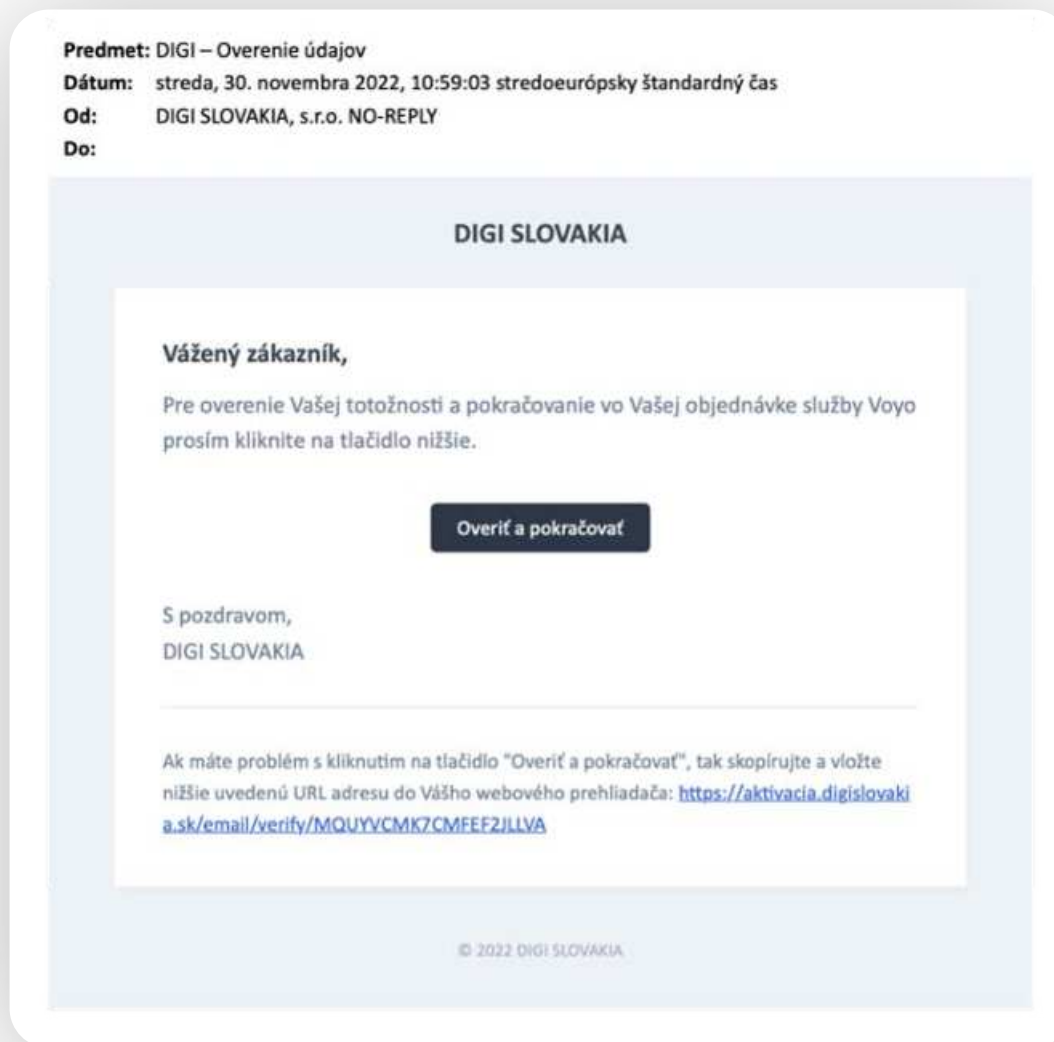 Predmet: DIGI – Overenie údajov
Dátum: streda, 30. novembra 2022, 10:59:03 stredoeurópsky štandardný čas
Od: DIGI SLOVAKIA, s.r.o. NO-REPLY
Do:
DIGI SLOVAKIA
Vážený zákazník,
Pre overenie Vašej totožnosti a pokračovanie vo Vašej objednávke služby Voyo
prosím kliknite na tlačidlo nižšie.
Overiť a pokračovať
S pozdravom,
DIGI SLOVAKIA
Ak máte problém s kliknutim na tlačidlo "Overiť a pokračovať", tak skopírujte a vložte
nižšie uvedenú URL adresu do Vášho webového prehliadača: https://aktivacia.digislovaki
a.sk/email/verify/MQUYVCMK7CMFEF2JLLVA
© 2022 DIGI SLOVAKIA